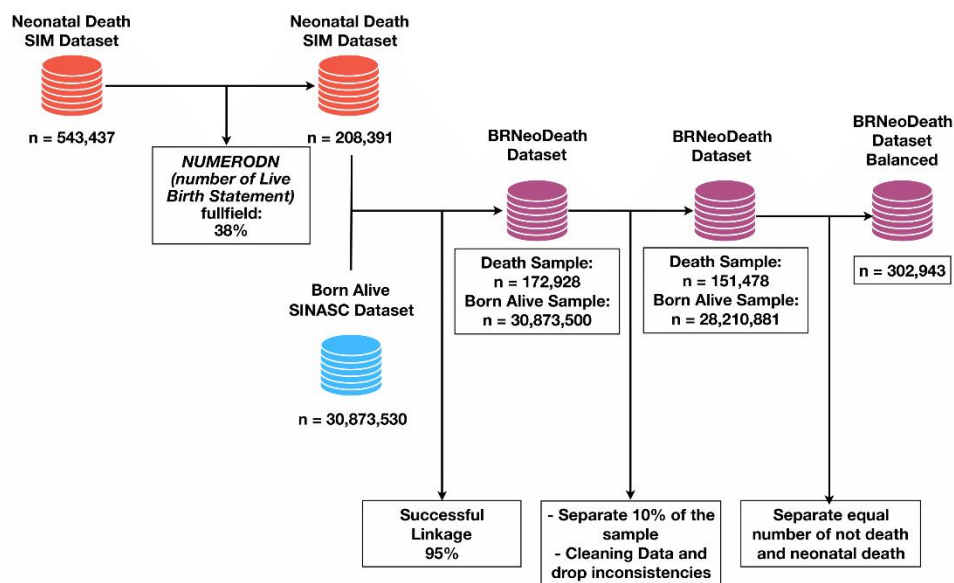 Neonatal Death
SIM Dataset
n = 543,437
NUMERODN
(number of Live
Birth Statement)
fullfield:
38%
Neonatal Death
SIM Dataset
n = 208,391
Born Alive
SINASC Dataset
n = 30,873,530
Successful
Linkage
95%
BRNeoDeath
Dataset
Death Sample:
n = 172,928
Born Alive Sample:
n = 30,873,500
- Separate 10% of the
sample
- Cleaning Data and
drop inconsistencies
BRNeoDeath
Dataset
Death Sample:
n = 151,478
Born Alive Sample:
n = 28,210,881
Separate equal
number of not death
and neonatal death
BRNeoDeath
Dataset
Balanced
n = 302,943